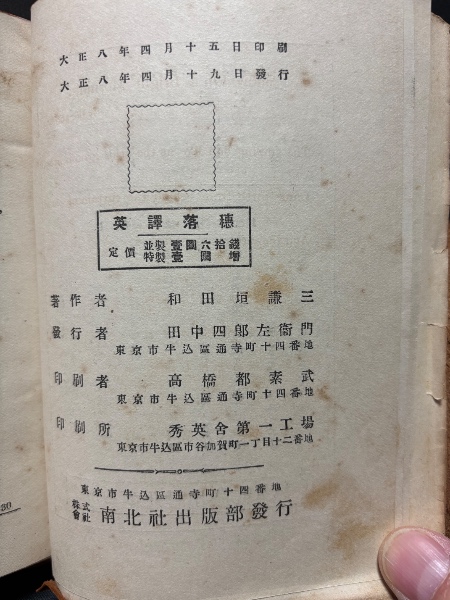 大正八年四月十五日印刷
大正八年四月十九日發行
英譯落穗
定價 並製壹圓六拾錢
特製壹圓增
著作者 和田垣謙三
發行者 田中四郎左衞門
東京市牛込區通寺町十四番地
印刷者 高橋都素武
東京市牛込區通寺町十四番地
印刷所 秀英舍第一工場
東京市牛込區市谷加賀町一丁目十二番地
東京市牛込區通寺町十四番地
株式會社 南北社出版部發行
80